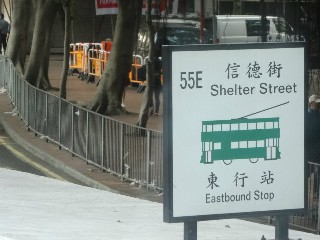 55E
信德街
Shelter Street
東行站
Eastbound Stop